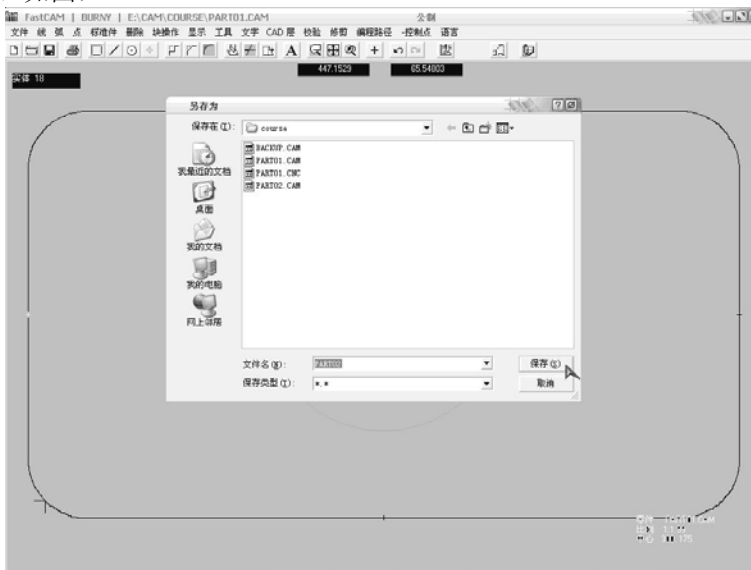 FastCAM | BURNY | E:\CAM\COURSE\PART01.CAM 公制
文件 线 弧 点 标准件 删除 块操作 显示 工具 文字 CAD层 校验 修剪 编程路径 -控制点 语言
447.1529 65.54003
实体 18
另存为
保存在(I): course
BACKUP.CAM
PART01.CAM
PART01.CNC
PART02.CAM
我最近的文档
桌面
我的文档
我的电脑
网上邻居
文件名(N): PART02
保存(S)
保存类型(T): *.*
取消